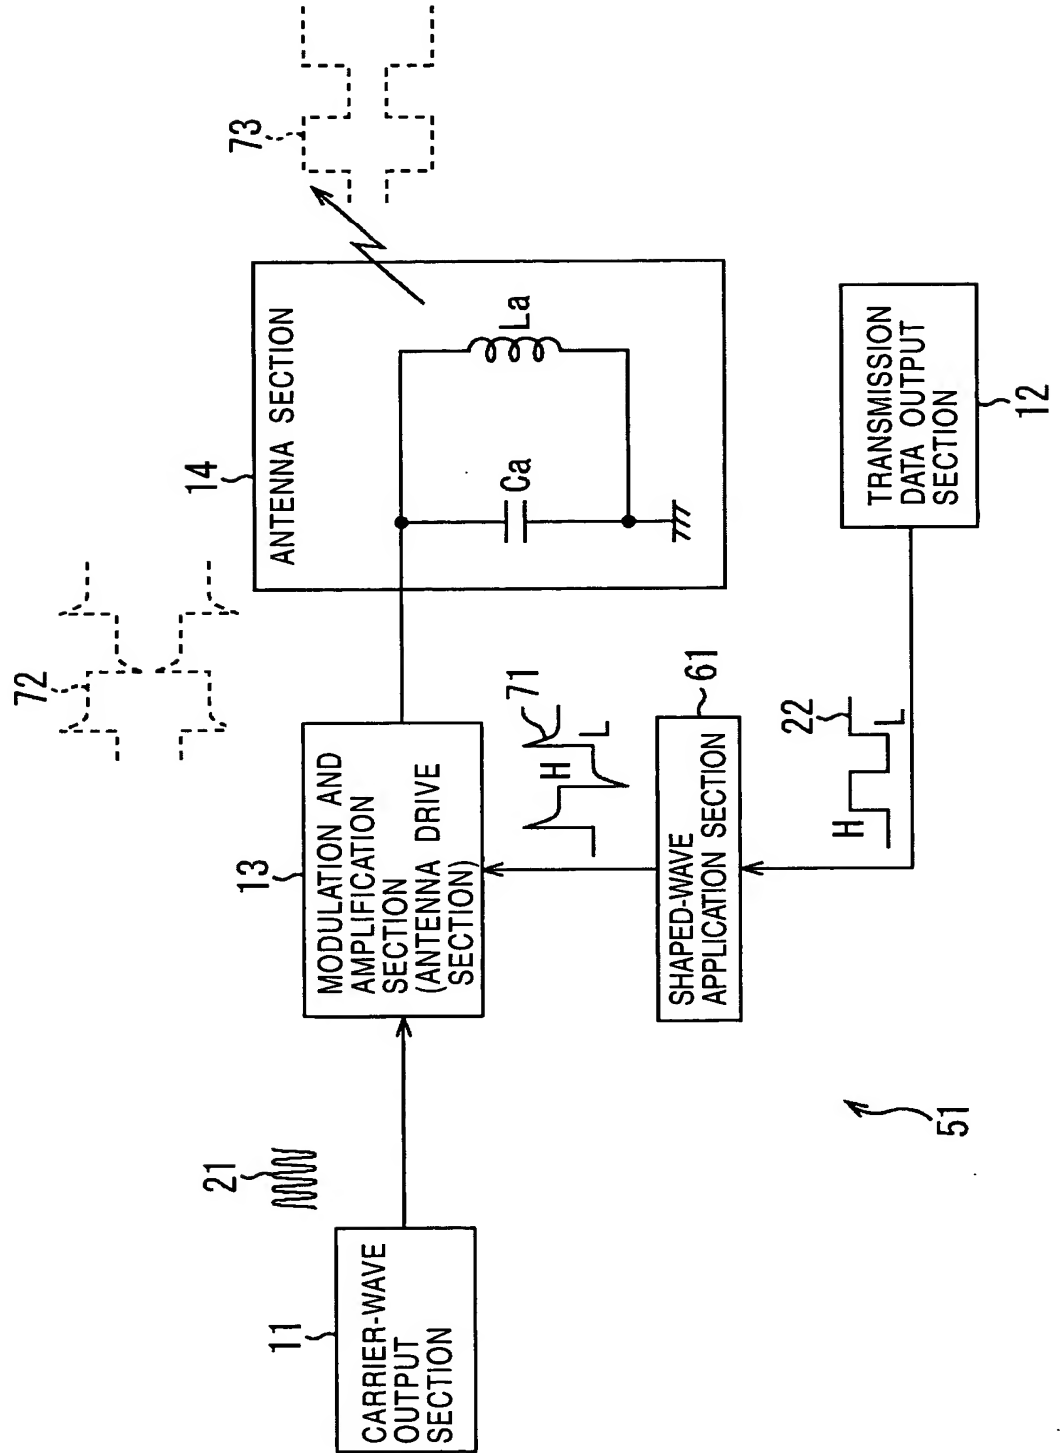 72
73
14
ANTENNA SECTION
Ca
La
21
11
CARRIER-WAVE
OUTPUT
SECTION
13
MODULATION AND
AMPLIFICATION
SECTION
(ANTENNA DRIVE
SECTION)
H
L
71
SHAPED-WAVE
APPLICATION SECTION
61
H
L
22
TRANSMISSION
DATA OUTPUT
SECTION
12
51